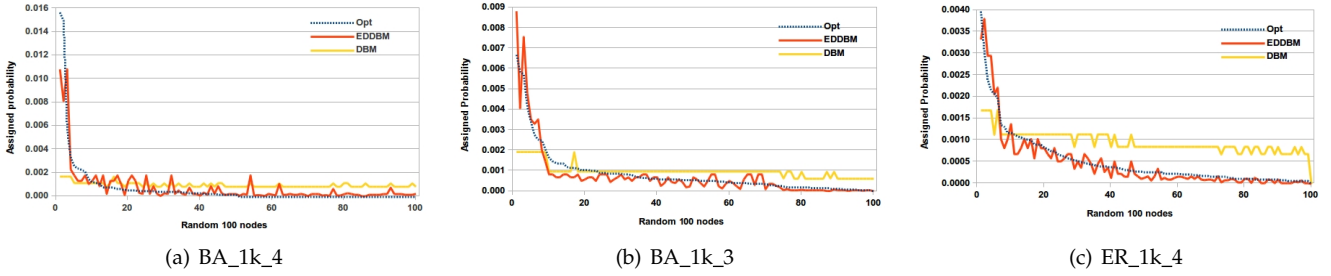 0.016
0.014
0.012
0.010
0.008
0.006
0.004
0.002
0.000
Assigned probability
Opt
EDDBM
DBM
20
40
60
80
100
Random 100 nodes
(a) BA_1k_4
0.009
0.008
0.007
0.006
0.005
0.004
0.003
0.002
0.001
0.000
Assigned Probability
Opt
EDDBM
DBM
0
20
40
60
80
100
Random 100 nodes
(b) BA_1k_3
0.0040
0.0035
0.0030
0.0025
0.0020
0.0015
0.0010
0.0005
0.0000
Assigned Probability
Opt
EDDBM
DBM
0
20
40
60
80
100
Random 100 nodes
(c) ER_1k_4